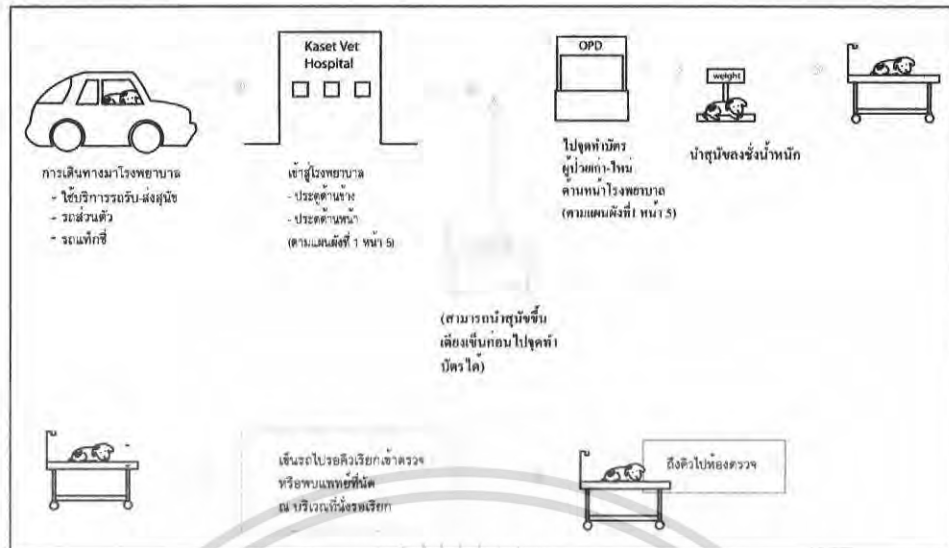 Kaset Vet
Hospital
OPD
weight
การเดินทางมาโรงพยาบาล
- ใช้บริการรถรับ-ส่งสุนัข
- รถส่วนตัว
- รถแท็กซี่
เข้าสู่โรงพยาบาล
- ประตูด้านข้าง
- ประตูด้านหน้า
(ตามแผนผังที่ 1 หน้า 5)
ไปจุดทำบัตร
ผู้ป่วยเก่า-ใหม่
ด้านหน้าโรงพยาบาล
(ตามแผนผังที่1 หน้า 5)
นำสุนัขลงชั่งน้ำหนัก
(สามารถนำสุนัขขึ้น
เตียงเข็นก่อนไปจุดทำ
บัตรได้)
เข็นรถไปรอคิวเรียกเข้าตรวจ
หรือพบแพทย์ที่นัด
ณ บริเวณที่นั่งรอเรียก
ถึงคิวไปห้องตรวจ